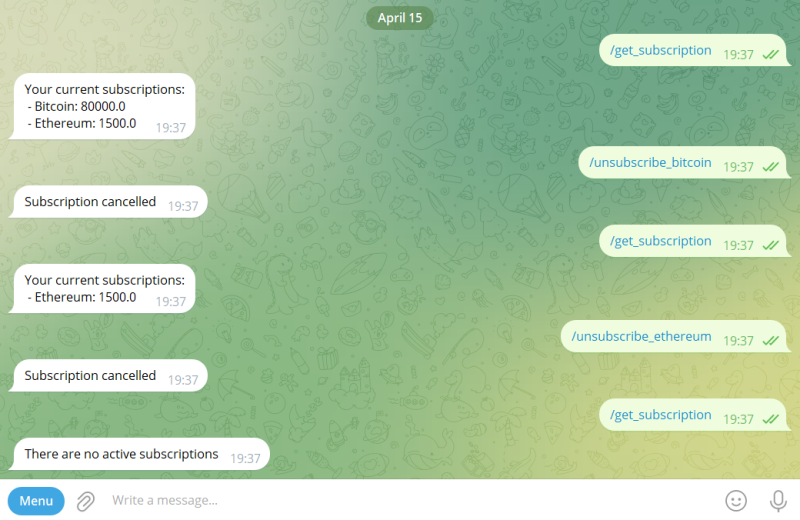 April 15
/get_subscription 19:37
Your current subscriptions:
- Bitcoin: 80000.0
- Ethereum: 1500.0 19:37
/unsubscribe_bitcoin 19:37
Subscription cancelled 19:37
/get_subscription 19:37
Your current subscriptions:
- Ethereum: 1500.0 19:37
/unsubscribe_ethereum 19:37
Subscription cancelled 19:37
/get_subscription 19:37
There are no active subscriptions 19:37
Menu Write a message...